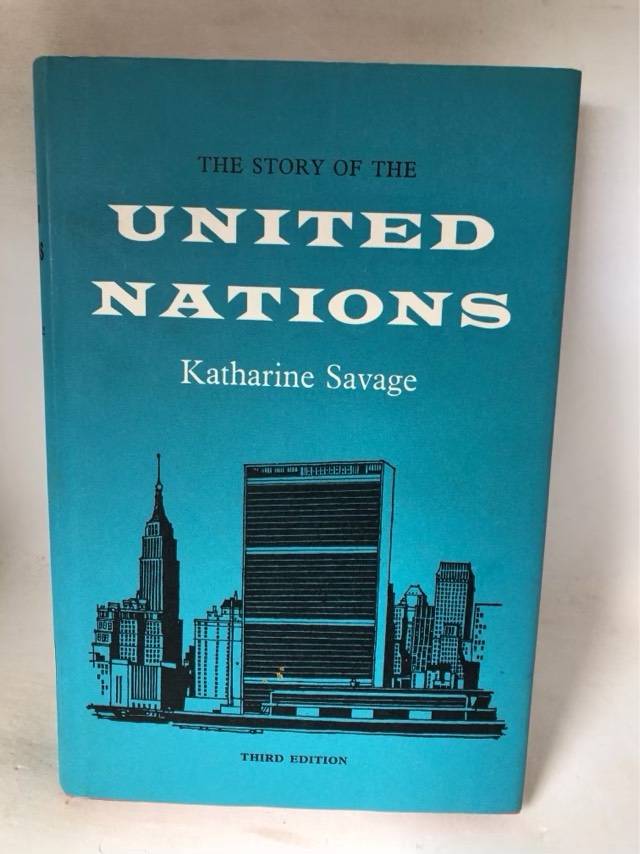 THE STORY OF THE
UNITED
NATIONS
Katharine Savage
THIRD EDITION